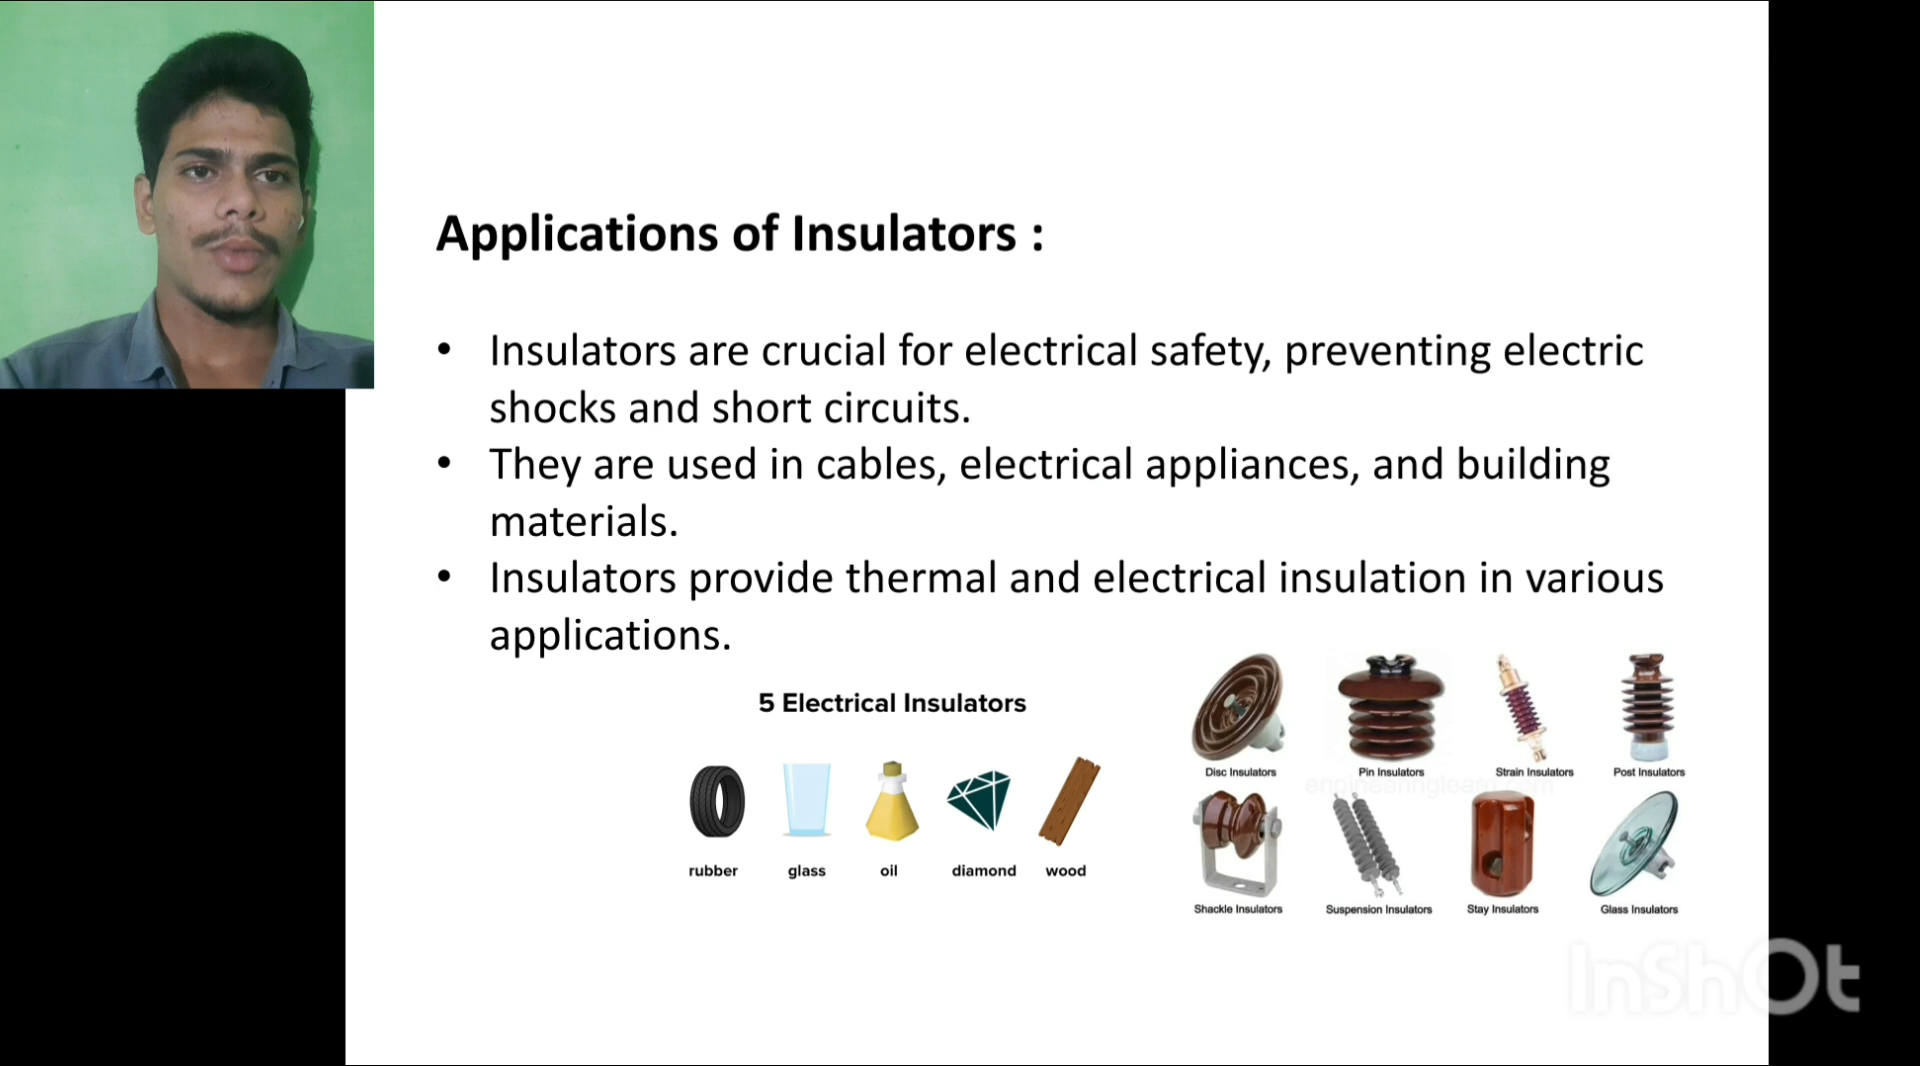 Applications of Insulators :
• Insulators are crucial for electrical safety, preventing electric
shocks and short circuits.
• They are used in cables, electrical appliances, and building
materials.
• Insulators provide thermal and electrical insulation in various
applications.
5 Electrical Insulators
rubber glass oil diamond wood
Disc Insulators Pin Insulators Strain Insulators Post Insulators
Shackle Insulators Suspension Insulators Stay Insulators Glass Insulators
InShOt